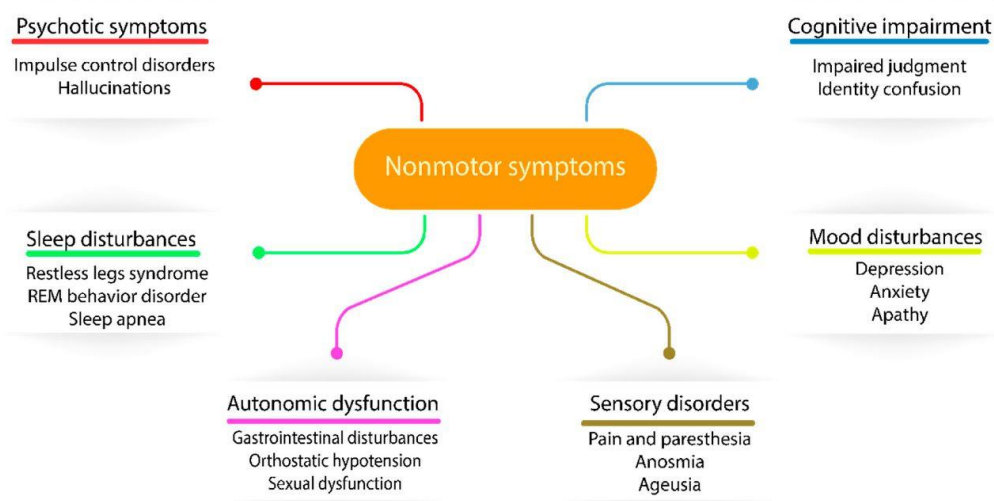 Psychotic symptoms
Impulse control disorders
Hallucinations
Cognitive impairment
Impaired judgment
Identity confusion
Nonmotor symptoms
Sleep disturbances
Restless legs syndrome
REM behavior disorder
Sleep apnea
Mood disturbances
Depression
Anxiety
Apathy
Autonomic dysfunction
Gastrointestinal disturbances
Orthostatic hypotension
Sexual dysfunction
Sensory disorders
Pain and paresthesia
Anosmia
Ageusia